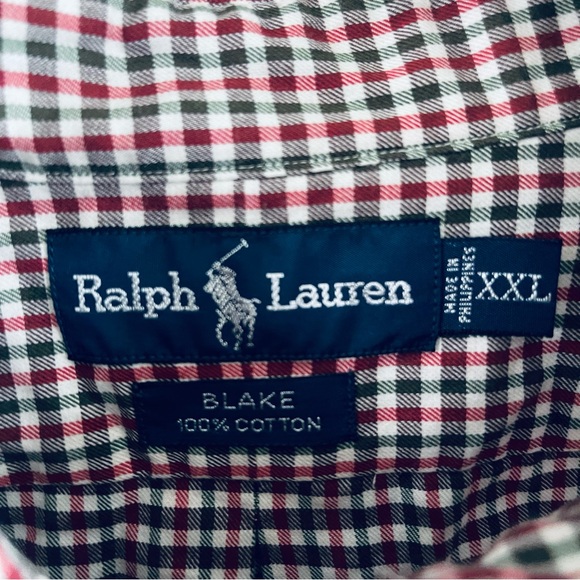 Ralph Lauren
MADE IN
PHILIPPINES
XXL
BLAKE
100% COTTON